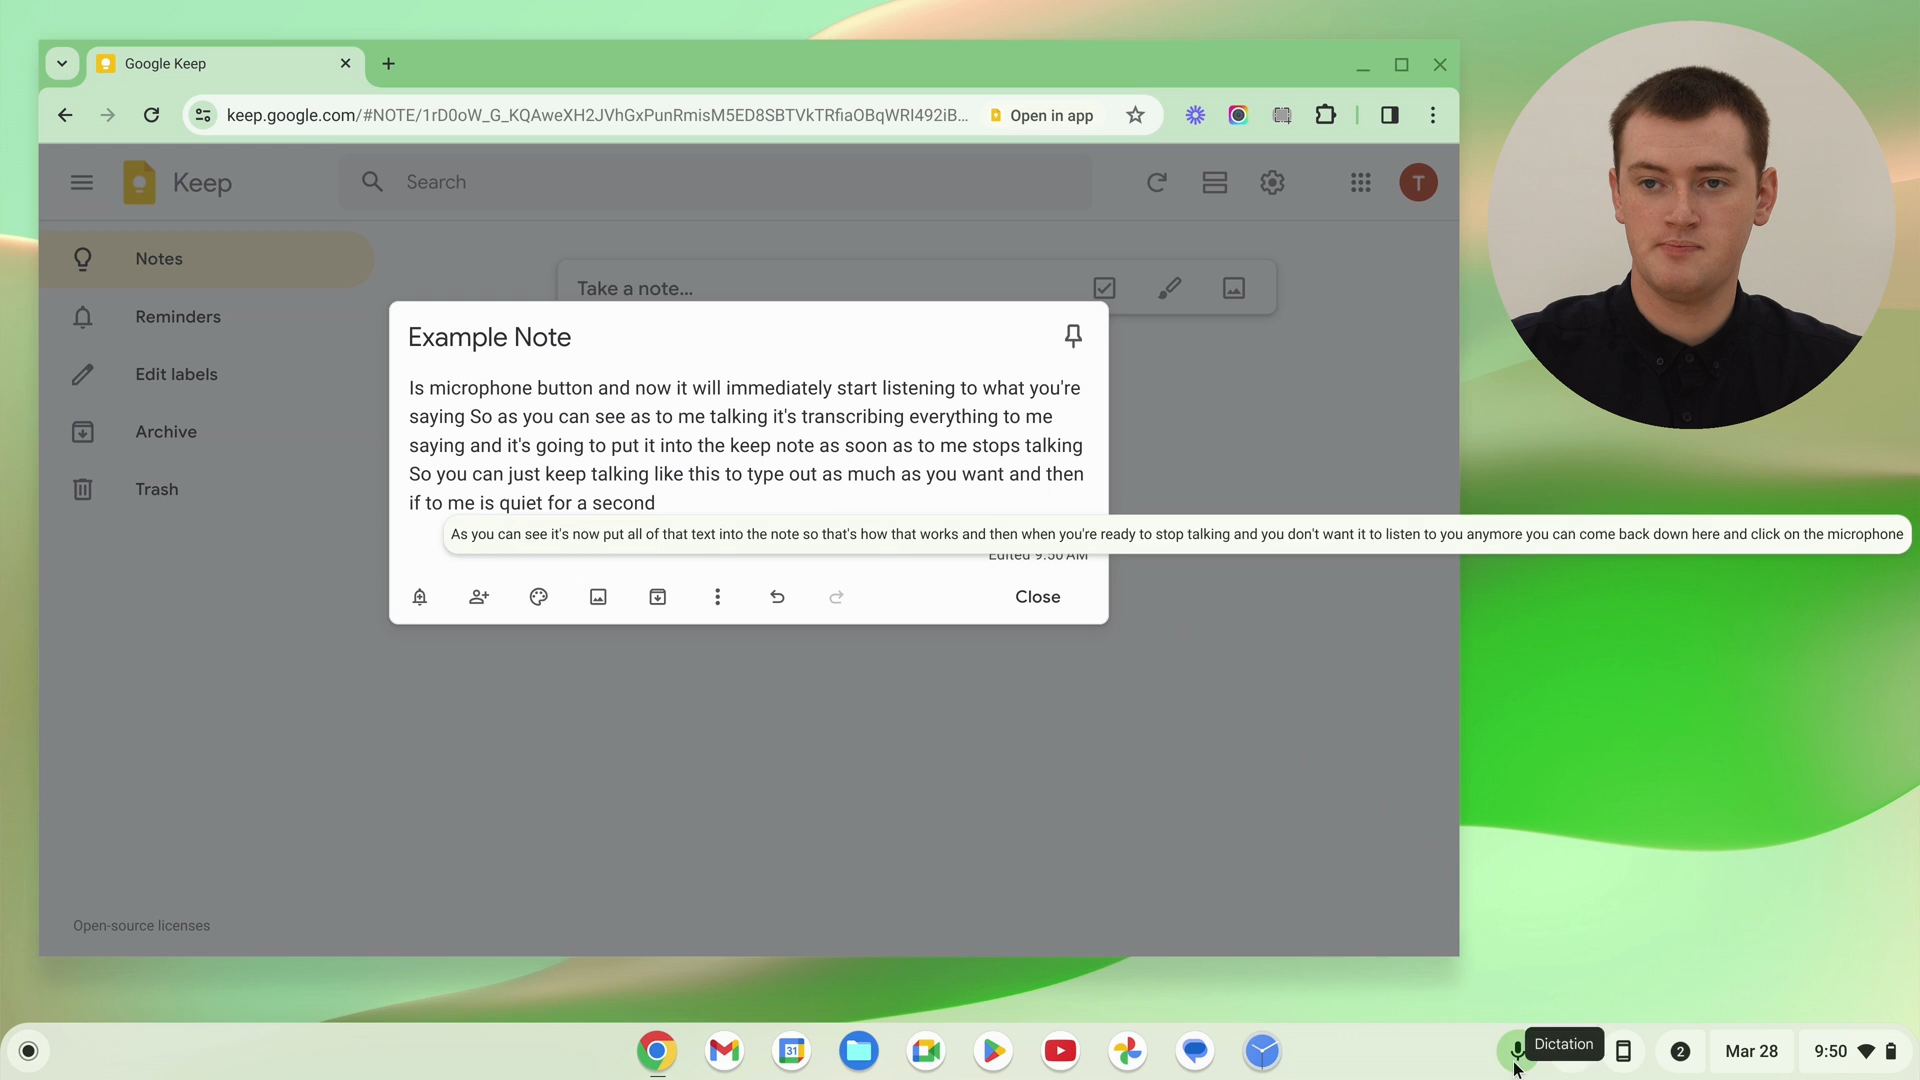 Google Keep
keep.google.com/#NOTE/1rD0oW_G_KQAweXH2JVhGxPunRmisM5ED8SBTVkTRfiaOBqWRI492iB...
Open in app
Keep
Search
T
Notes
Reminders
Edit labels
Archive
Trash
Take a note...
Example Note
Is microphone button and now it will immediately start listening to what you're
saying So as you can see as to me talking it's transcribing everything to me
saying and it's going to put it into the keep note as soon as to me stops talking
So you can just keep talking like this to type out as much as you want and then
if to me is quiet for a second
As you can see it's now put all of that text into the note so that's how that works and then when you're ready to stop talking and you don't want it to listen to you anymore you can come back down here and click on the microphone
Edited 9:50 AM
Close
Open-source licenses
31
Dictation
2
Mar 28
9:50